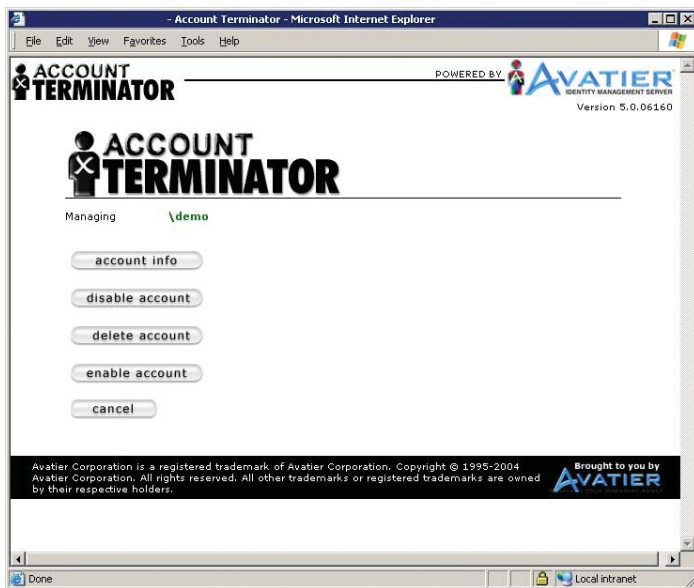 - Account Terminator - Microsoft Internet Explorer
File Edit View Favorites Tools Help
ACCOUNT TERMINATOR
POWERED BY AVATIER
IDENTITY MANAGEMENT SERVER
Version 5.0.06160
ACCOUNT
TERMINATOR
Managing \demo
account info
disable account
delete account
enable account
cancel
Avatier Corporation is a registered trademark of Avatier Corporation. Copyright © 1995-2004
Avatier Corporation. All rights reserved. All other trademarks or registered trademarks are owned
by their respective holders.
Brought to you by
AVATIER
Done Local intranet